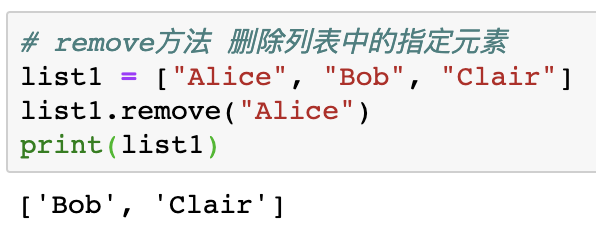 # remove方法 删除列表中的指定元素
list1 = ["Alice", "Bob", "Clair"]
list1.remove("Alice")
print(list1)
['Bob', 'Clair']